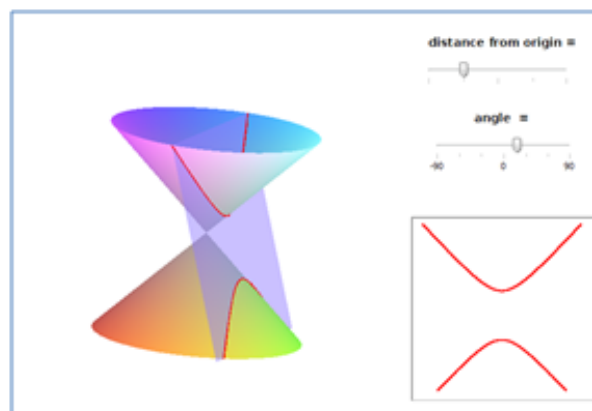 distance from origin =
angle =
-90 0 90